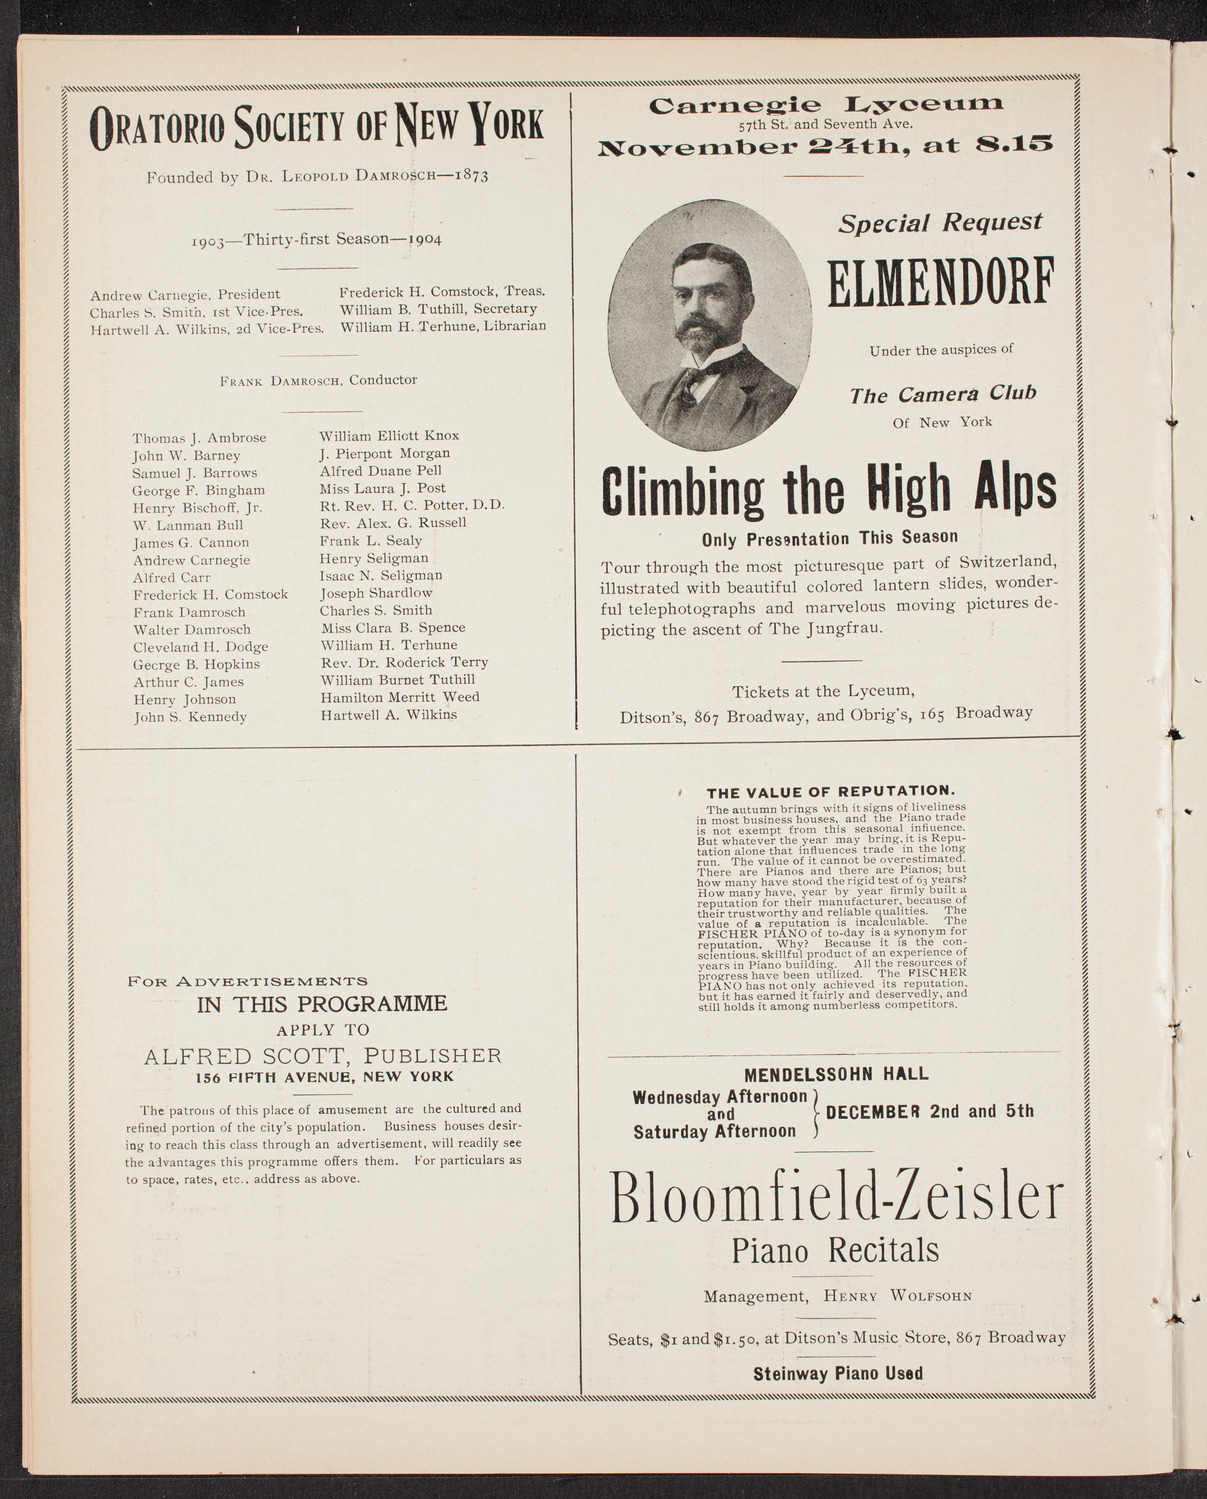 ORATORIO SOCIETY OF NEW YORK
Founded by DR. LEOPOLD DAMROSCH—1873
1903—Thirty-first Season—1904
Andrew Carnegie, President
Charles S. Smith, 1st Vice-Pres.
Hartwell A. Wilkins, 2d Vice-Pres.
Frederick H. Comstock, Treas.
William B. Tuthill, Secretary
William H. Terhune, Librarian
FRANK DAMROSCH, Conductor
Thomas J. Ambrose
John W. Barney
Samuel J. Barrows
George F. Bingham
Henry Bischoff, Jr.
W. Lanman Bull
James G. Cannon
Andrew Carnegie
Alfred Carr
Frederick H. Comstock
Frank Damrosch
Walter Damrosch
Cleveland H. Dodge
George B. Hopkins
Arthur C. James
Henry Johnson
John S. Kennedy
William Elliott Knox
J. Pierpont Morgan
Alfred Duane Pell
Miss Laura J. Post
Rt. Rev. H. C. Potter, D.D.
Rev. Alex. G. Russell
Frank L. Sealy
Henry Seligman
Isaac N. Seligman
Joseph Shardlow
Charles S. Smith
Miss Clara B. Spence
William H. Terhune
Rev. Dr. Roderick Terry
William Burnet Tuthill
Hamilton Merritt Weed
Hartwell A. Wilkins
Carnegie Lyceum
57th St. and Seventh Ave.
November 24th, at 8.15
Special Request
ELMENDORF
Under the auspices of
The Camera Club
Of New York
Climbing the High Alps
Only Presentation This Season
Tour through the most picturesque part of Switzerland,
illustrated with beautiful colored lantern slides, wonder-
ful telephotographs and marvelous moving pictures de-
picting the ascent of The Jungfrau.
Tickets at the Lyceum,
Ditson's, 867 Broadway, and Obrig's, 165 Broadway
FOR ADVERTISEMENTS
IN THIS PROGRAMME
APPLY TO
ALFRED SCOTT, PUBLISHER
156 FIFTH AVENUE, NEW YORK
The patrons of this place of amusement are the cultured and
refined portion of the city's population. Business houses desir-
ing to reach this class through an advertisement, will readily see
the advantages this programme offers them. For particulars as
to space, rates, etc., address as above.
THE VALUE OF REPUTATION.
The autumn brings with it signs of liveliness
in most business houses, and the Piano trade
is not exempt from this seasonal influence.
But whatever the year may bring, it is Repu-
tation alone that influences trade in the long
run. The value of it cannot be overestimated.
There are Pianos and there are Pianos; but
how many have stood the rigid test of 63 years?
How many have, year by year firmly built a
reputation for their manufacturer, because of
their trustworthy and reliable qualities. The
value of a reputation is incalculable. The
FISCHER PIANO of to-day is a synonym for
reputation. Why? Because it is the con-
scientious, skillful product of an experience of
years in Piano building. All the resources of
progress have been utilized. The FISCHER
PIANO has not only achieved its reputation,
but it has earned it fairly and deservedly, and
still holds it among numberless competitors.
MENDELSSOHN HALL
Wednesday Afternoon
and
Saturday Afternoon
DECEMBER 2nd and 5th
Bloomfield-Zeisler
Piano Recitals
Management, HENRY WOLFSOHN
Seats, $1 and $1.50, at Ditson's Music Store, 867 Broadway
Steinway Piano Used